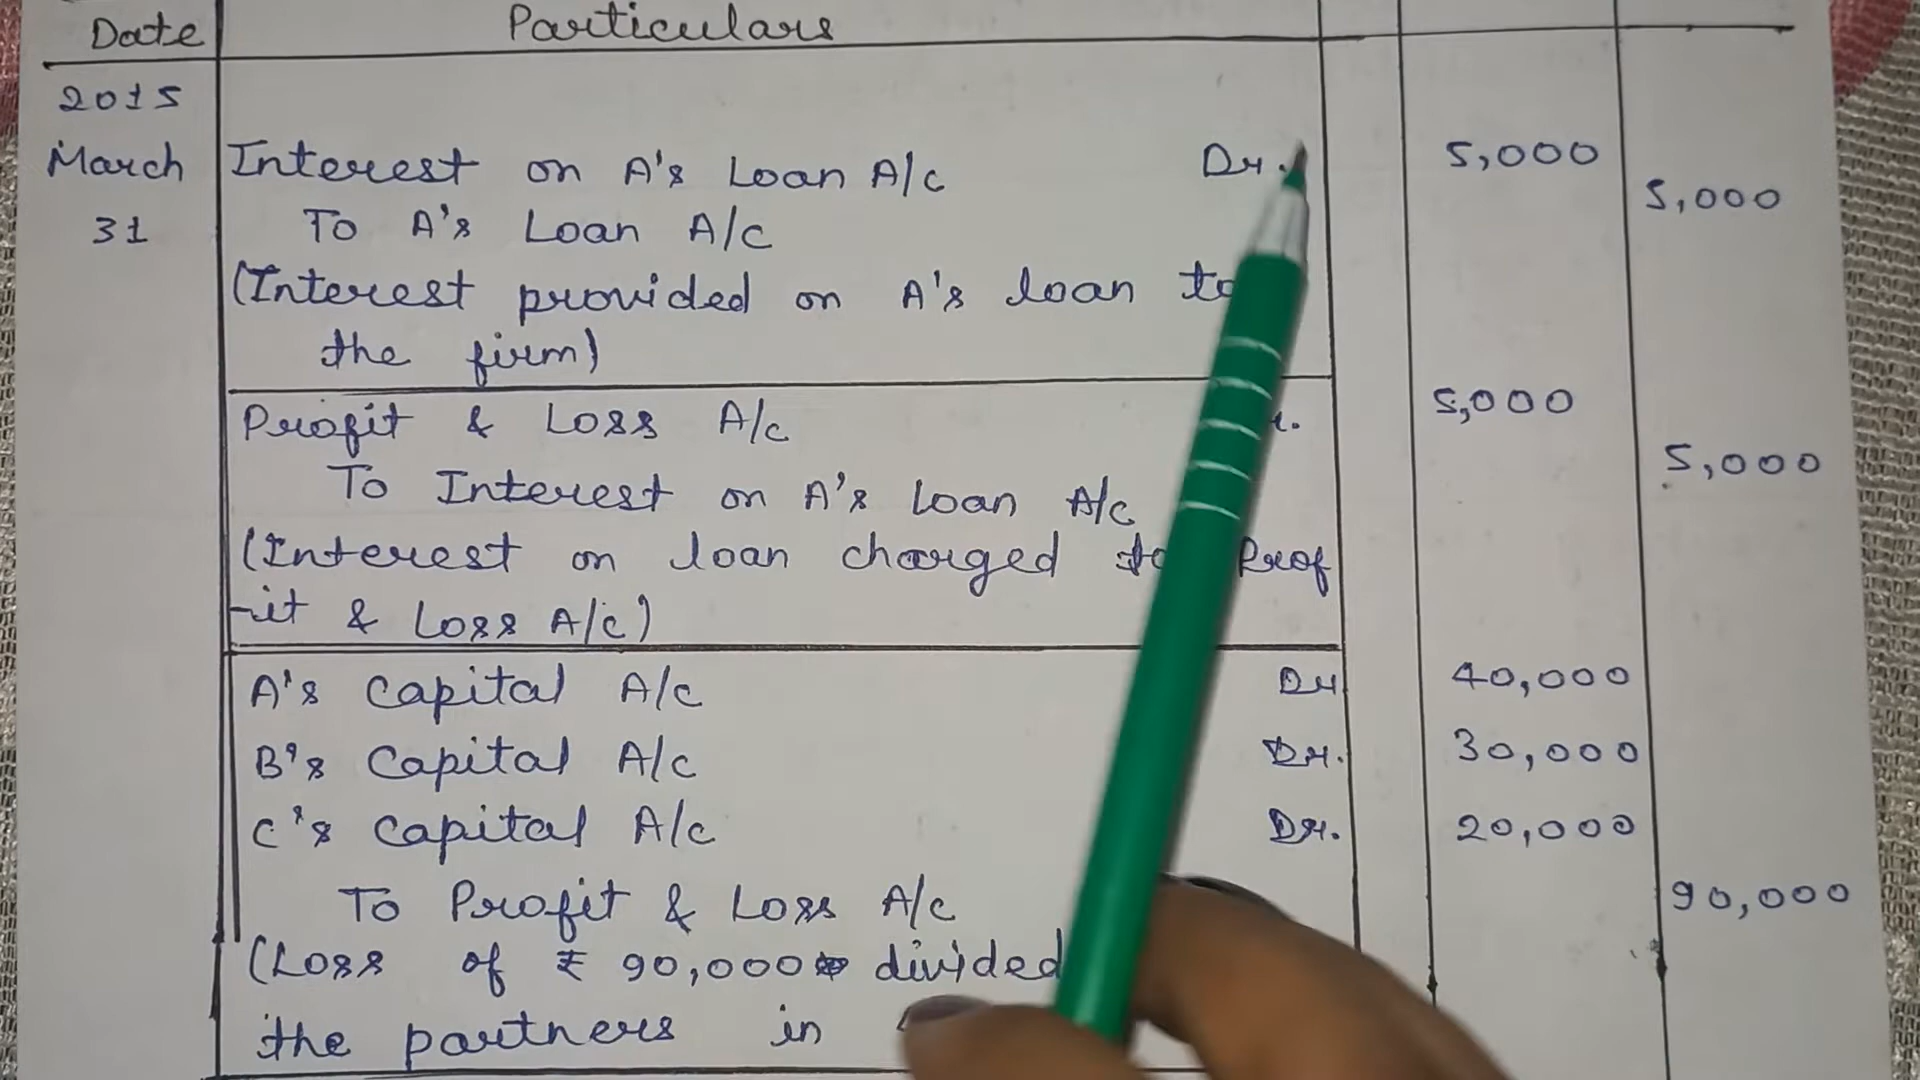 Date Particulars
2015
March Interest on A's Loan A/c Dr. 5,000
31 To A's Loan A/c 5,000
(Interest provided on A's loan to
the firm)
Profit & Loss A/c 5,000
To Interest on A's Loan A/c 5,000
(Interest on loan charged to Prof
-it & Loss A/c)
A's Capital A/c Dr 40,000
B's Capital A/c Dr. 30,000
C's Capital A/c Dr. 20,000
To Profit & Loss A/c 90,000
(Loss of ₹ 90,000 divided
the partners in